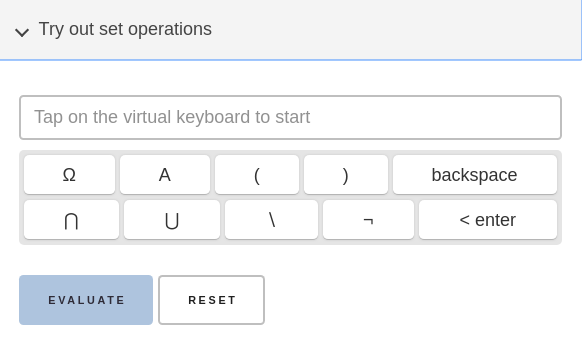 Try out set operations
Tap on the virtual keyboard to start
Ω A ( ) backspace
⋂ ⋃ \ ¬ < enter
EVALUATE RESET